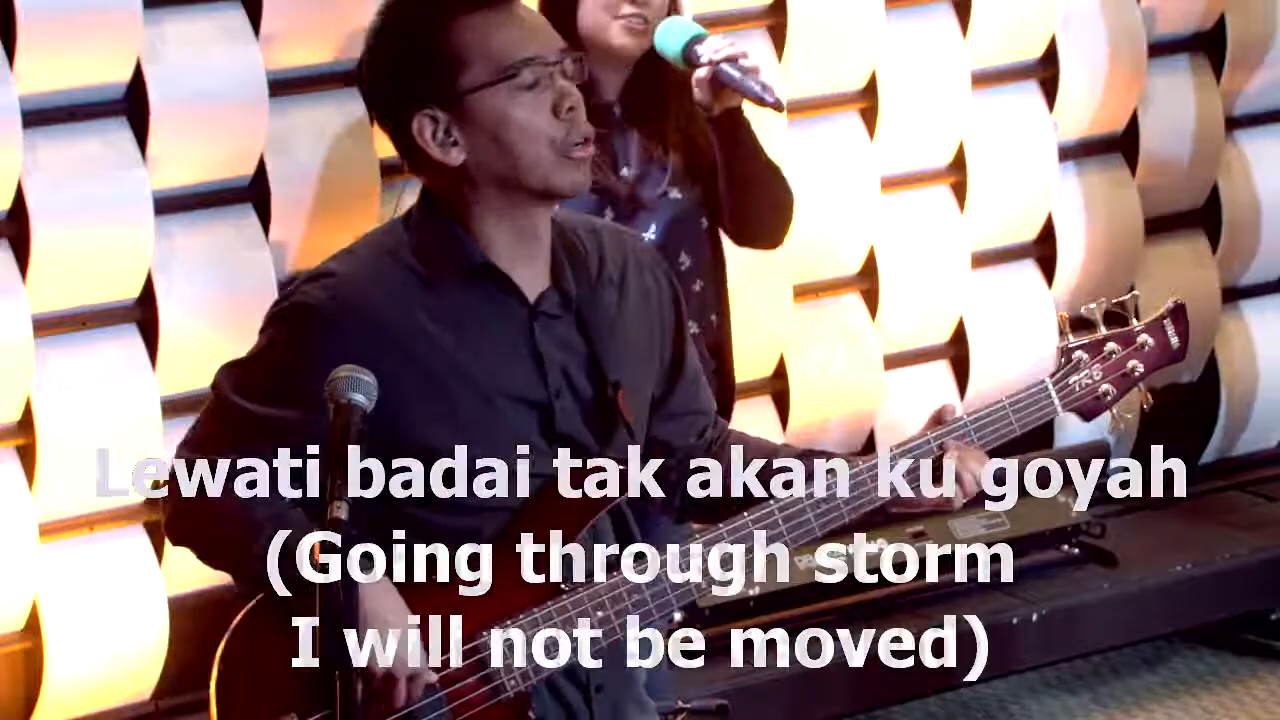 Lewati badai tak akan ku goyah
(Going through storm
I will not be moved)